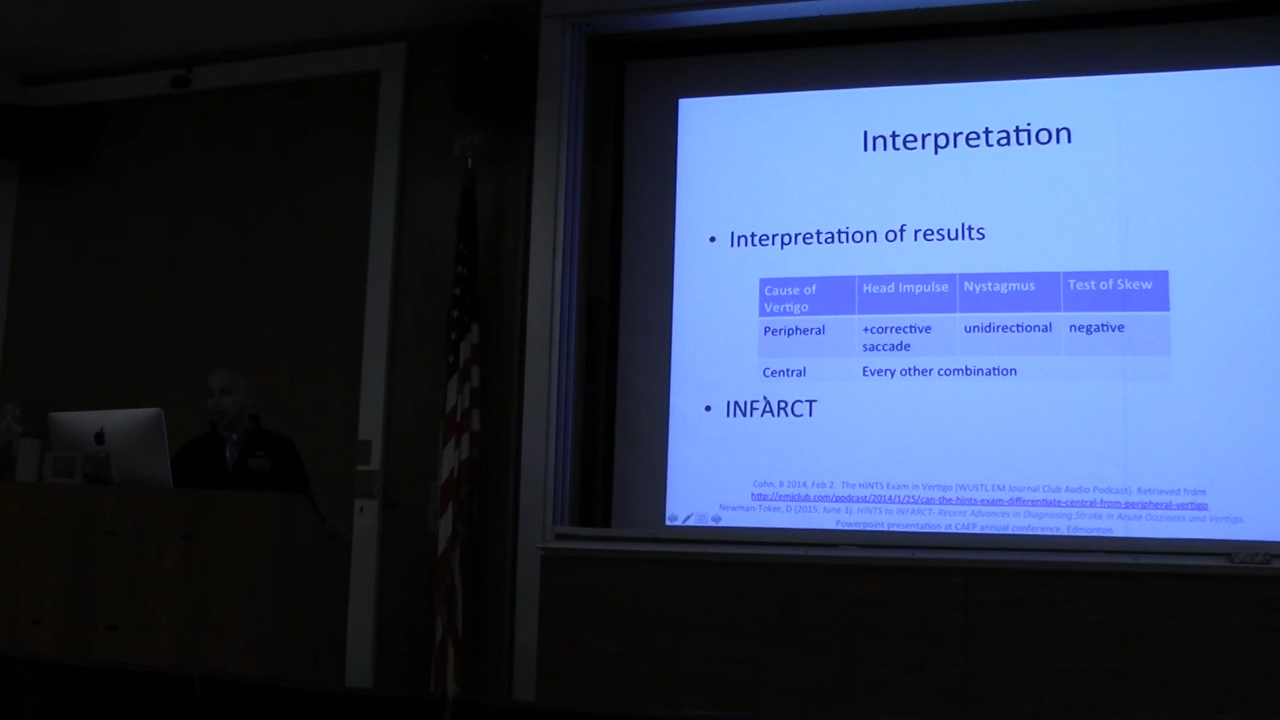 Interpretation
• Interpretation of results
Cause of Vertigo Head Impulse Nystagmus Test of Skew
Peripheral +corrective saccade unidirectional negative
Central Every other combination
• INFARCT
Cohn, B 2014, Feb 2. The HINTS Exam in Vertigo [WUSTL EM Journal Club Audio Podcast]. Retrieved from
http://emjclub.com/podcast/2014/1/25/can-the-hints-exam-differentiate-central-from-peripheral-vertigo
Newman-Toker, D (2015, June 3). HINTS to INFARCT: Recent Advances in Diagnosing Stroke in Acute Dizziness and Vertigo.
Powerpoint presentation at CAEP annual conference. Edmonton